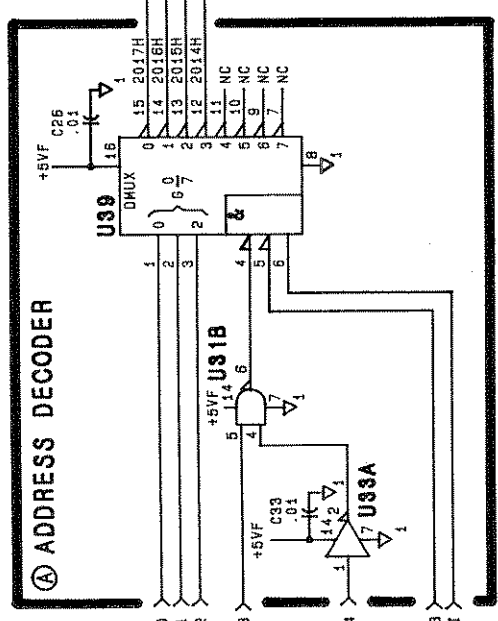 Ⓐ ADDRESS DECODER
+5VF
C26
.01
1
16
U39
DMUX
G 0/7
0
2
&
1
2
3
4
5
6
0
1
2
3
4
5
6
7
15 2017H
14 2016H
13 2015H
12 2014H
11 NC
10 NC
9 NC
7 NC
8
1
+5VF
14
U31B
5
4
6
7
1
+5VF
C33
.01
1
14
2
U33A
1
7
1